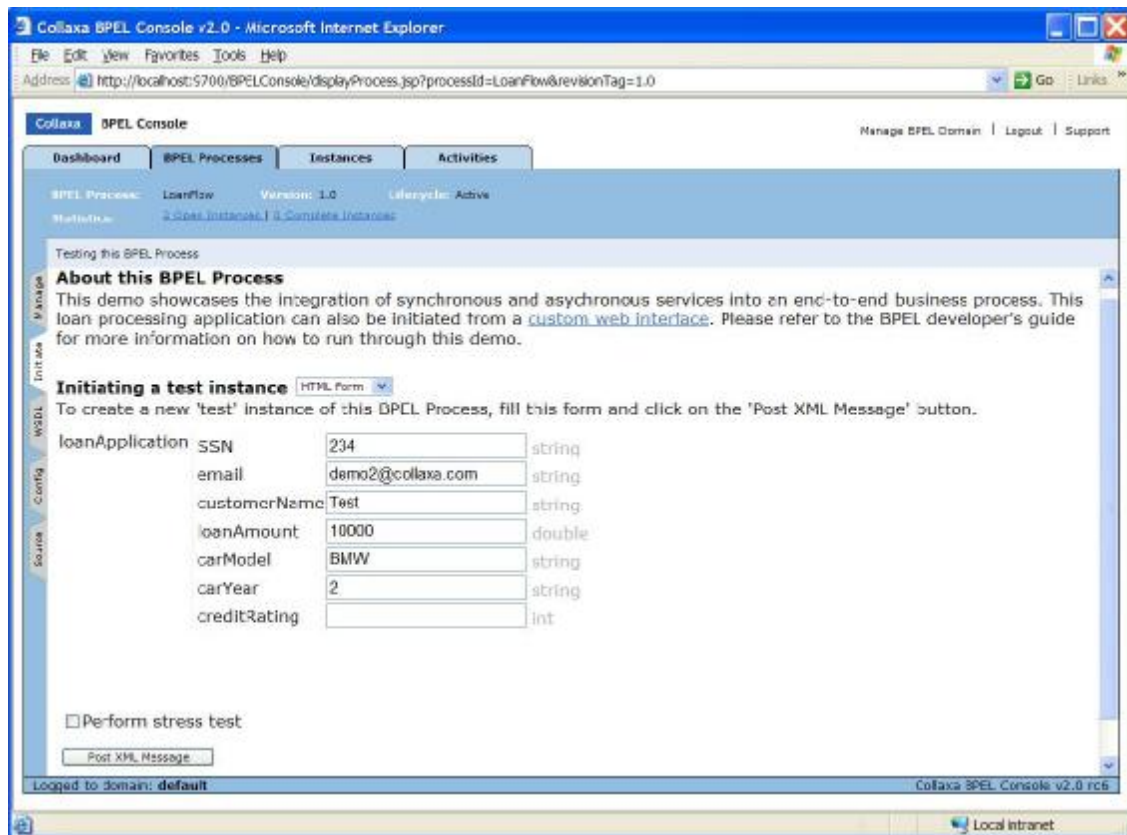 Collaxa BPEL Console v2.0 - Microsoft Internet Explorer
File Edit View Favorites Tools Help
Address http://localhost:9700/BPELConsole/displayProcess.jsp?processId=LoanFlow&revisionTag=1.0 Go Links »
Collaxa BPEL Console
Manage BPEL Domain | Logout | Support
Dashboard BPEL Processes Instances Activities
BPEL Process: LoanFlow Version: 1.0 Lifecycle: Active
Statistics: Open Instances | Complete Instances
Testing this BPEL Process
Manage
Initiate
WSDL
Config
Source
About this BPEL Process
This demo showcases the integration of synchronous and asychronous services into an end-to-end business process. This
loan processing application can also be initiated from a custom web interface. Please refer to the BPEL developer's guide
for more information on how to run through this demo.
Initiating a test instance HTML Form
To create a new 'test' instance of this BPEL Process, fill this form and click on the 'Post XML Message' button.
loanApplication SSN 234 string
email demo2@collaxa.com string
customerName Test string
loanAmount 10000 double
carModel BMW string
carYear 2 string
creditRating int
Perform stress test
Post XML Message
Logged to domain: default Collaxa BPEL Console v2.0 rc6
Local intranet